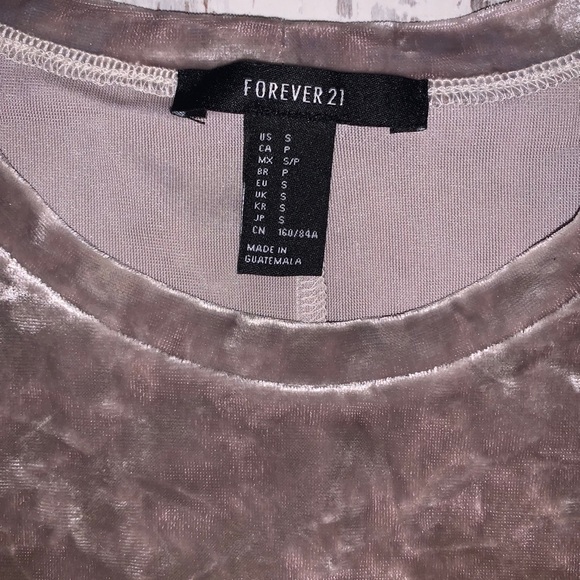 FOREVER 21
US S
CA P
MX S/P
BR P
EU S
UK S
KR S
JP S
CN 160/84A
MADE IN
GUATEMALA